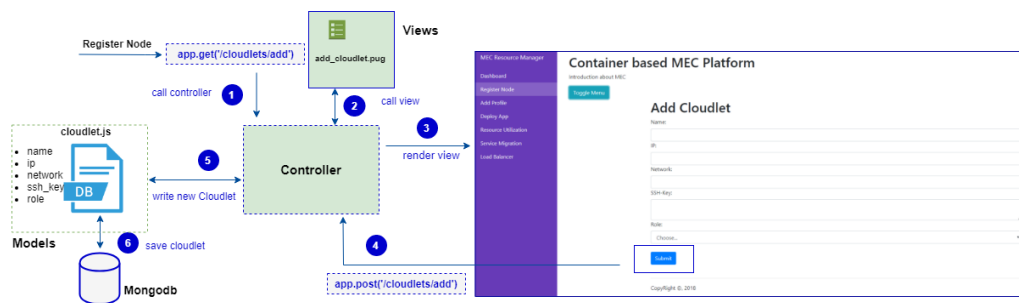 Register Node
app.get('/cloudlets/add')
add_cloudlet.pug
Views
call controller
1
2
call view
cloudlet.js
name
ip
network
ssh_key
role
DB
Models
5
write new Cloudlet
Controller
3
render view
6
save cloudlet
Mongodb
4
app.post('/cloudlets/add')
MEC Resource Manager
Dashboard
Register Node
Add Profile
Deploy App
Resource Utilization
Service Migration
Load Balancer
Container based MEC Platform
Introduction about MEC
Toggle Menu
Add Cloudlet
Name:
IP:
Network:
SSH-Key:
Role:
Choose...
Submit
CopyRight ©, 2018